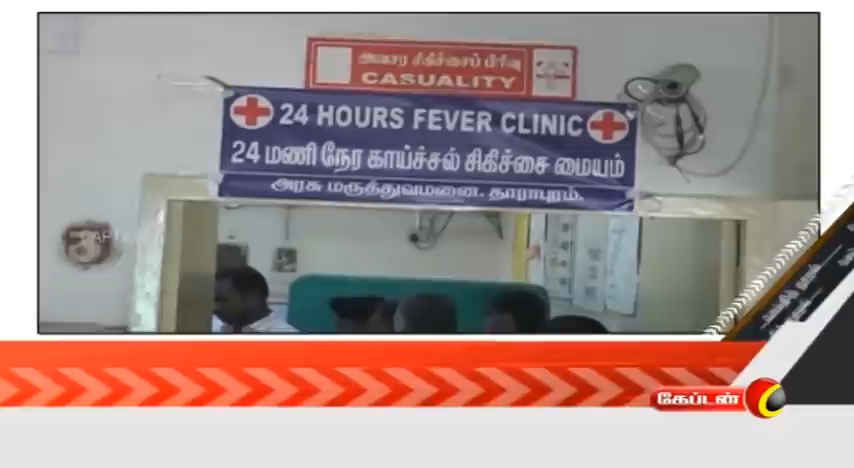 அவசர சிகிச்சைப் பிரிவு
CASUALITY
24 HOURS FEVER CLINIC
24 மணி நேர காய்ச்சல் சிகிச்சை மையம்
அரசு மருத்துவமனை. தாராபுரம்.
கேப்டன்